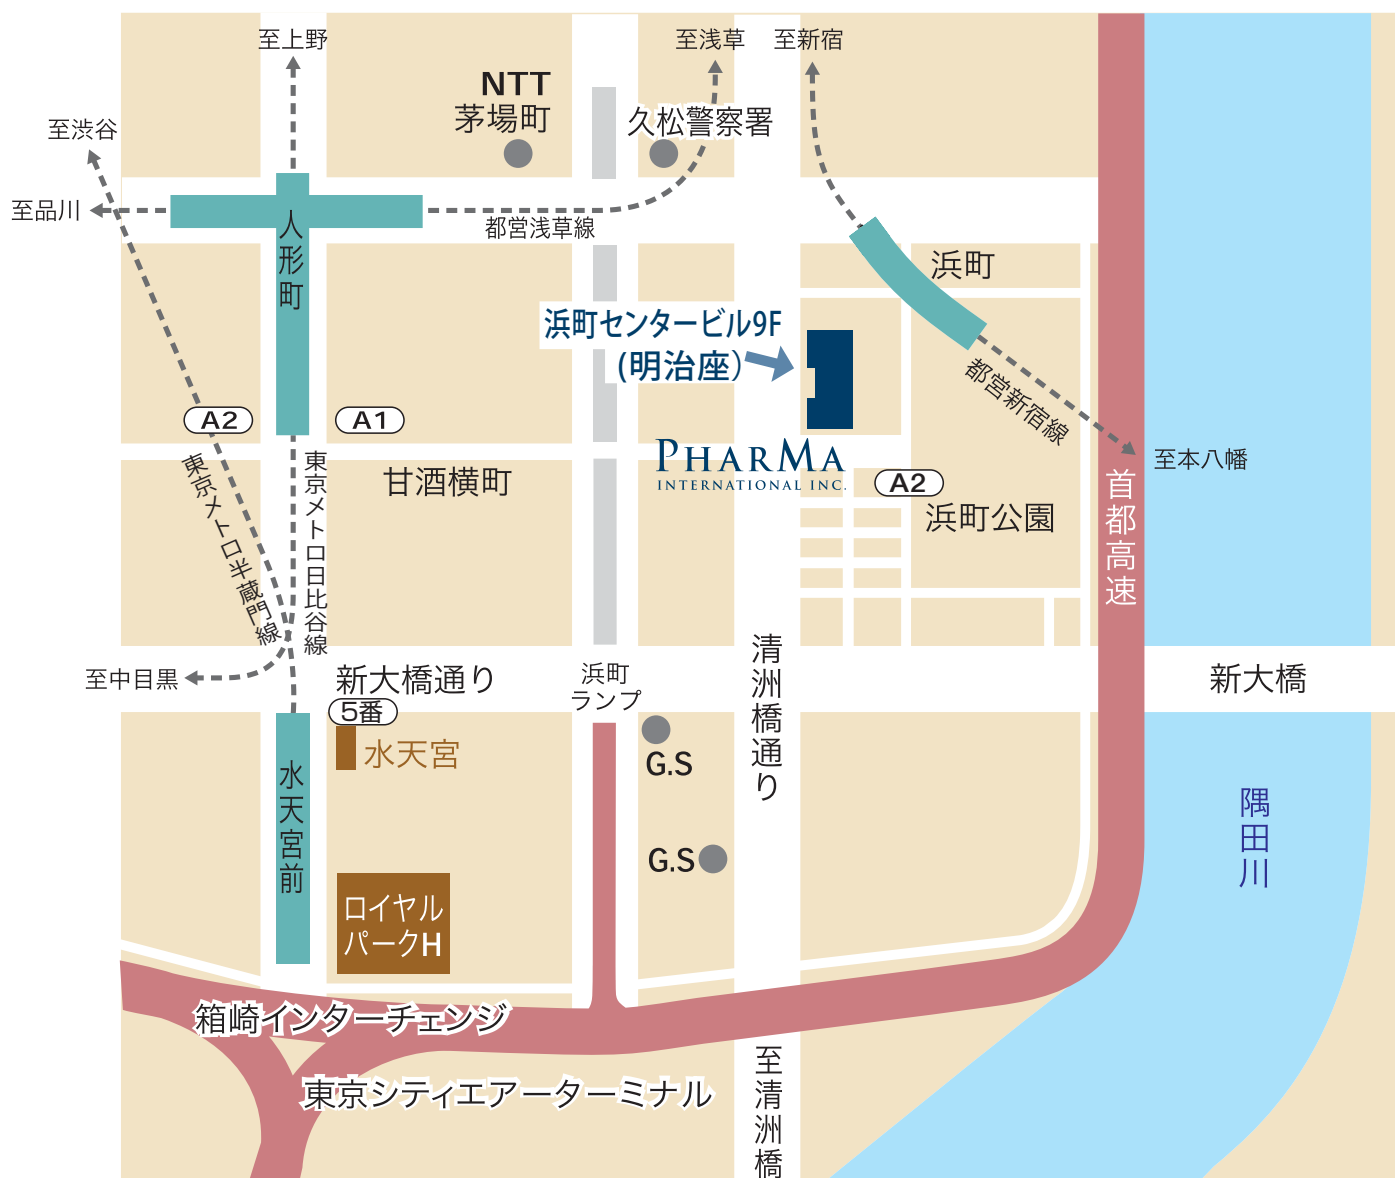 至上野
至浅草
至新宿
NTT
茅場町
久松警察署
至渋谷
至品川
人形町
都営浅草線
浜町
浜町センタービル9F
(明治座)
都営新宿線
A2
A1
至本八幡
東京メトロ半蔵門線
東京メトロ日比谷線
甘酒横町
PHARMA
INTERNATIONAL INC.
A2
浜町公園
首都高速
至中目黒
新大橋通り
浜町
ランプ
清洲橋通り
新大橋
5番
水天宮
水天宮前
G.S
G.S
隅田川
ロイヤル
パークH
箱崎インターチェンジ
東京シティエアーターミナル
至清洲橋